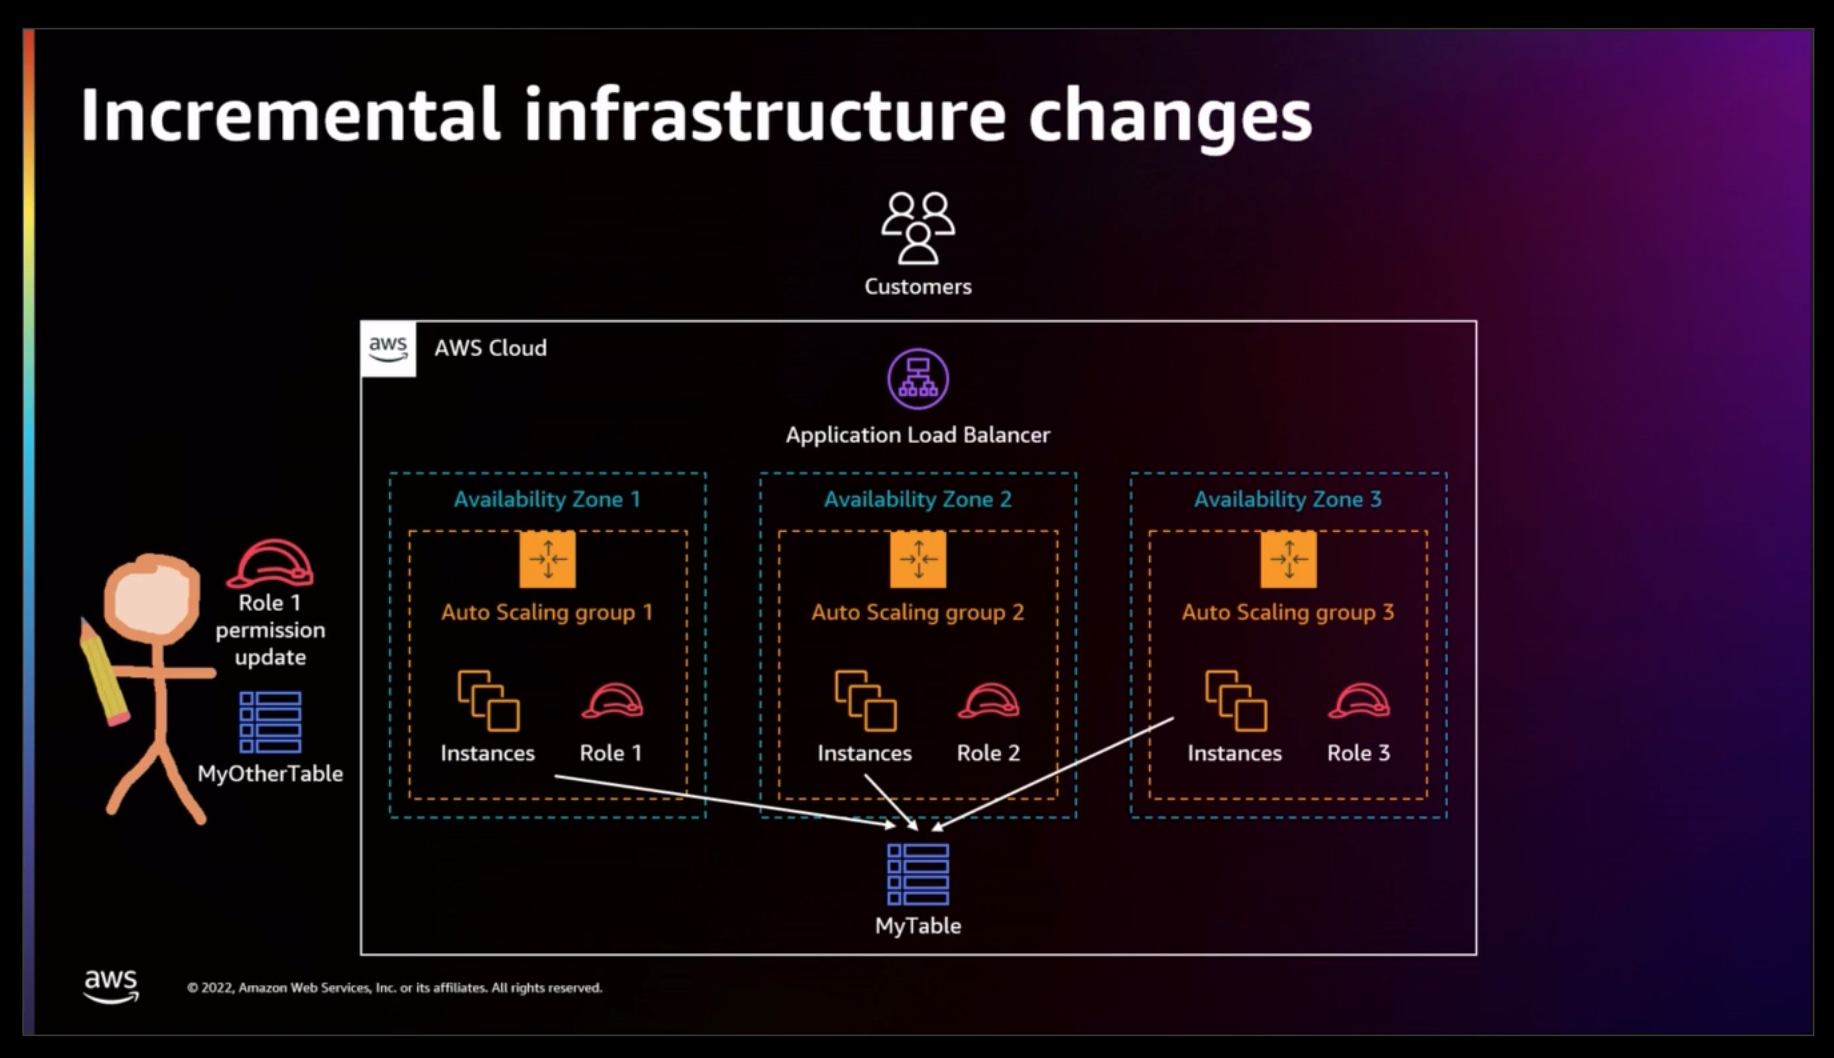 Incremental infrastructure changes
Customers
aws
AWS Cloud
Application Load Balancer
Availability Zone 1
Availability Zone 2
Availability Zone 3
Auto Scaling group 1
Auto Scaling group 2
Auto Scaling group 3
Role 1
permission
update
MyOtherTable
Instances
Role 1
Instances
Role 2
Instances
Role 3
MyTable
aws
© 2022, Amazon Web Services, Inc. or its affiliates. All rights reserved.